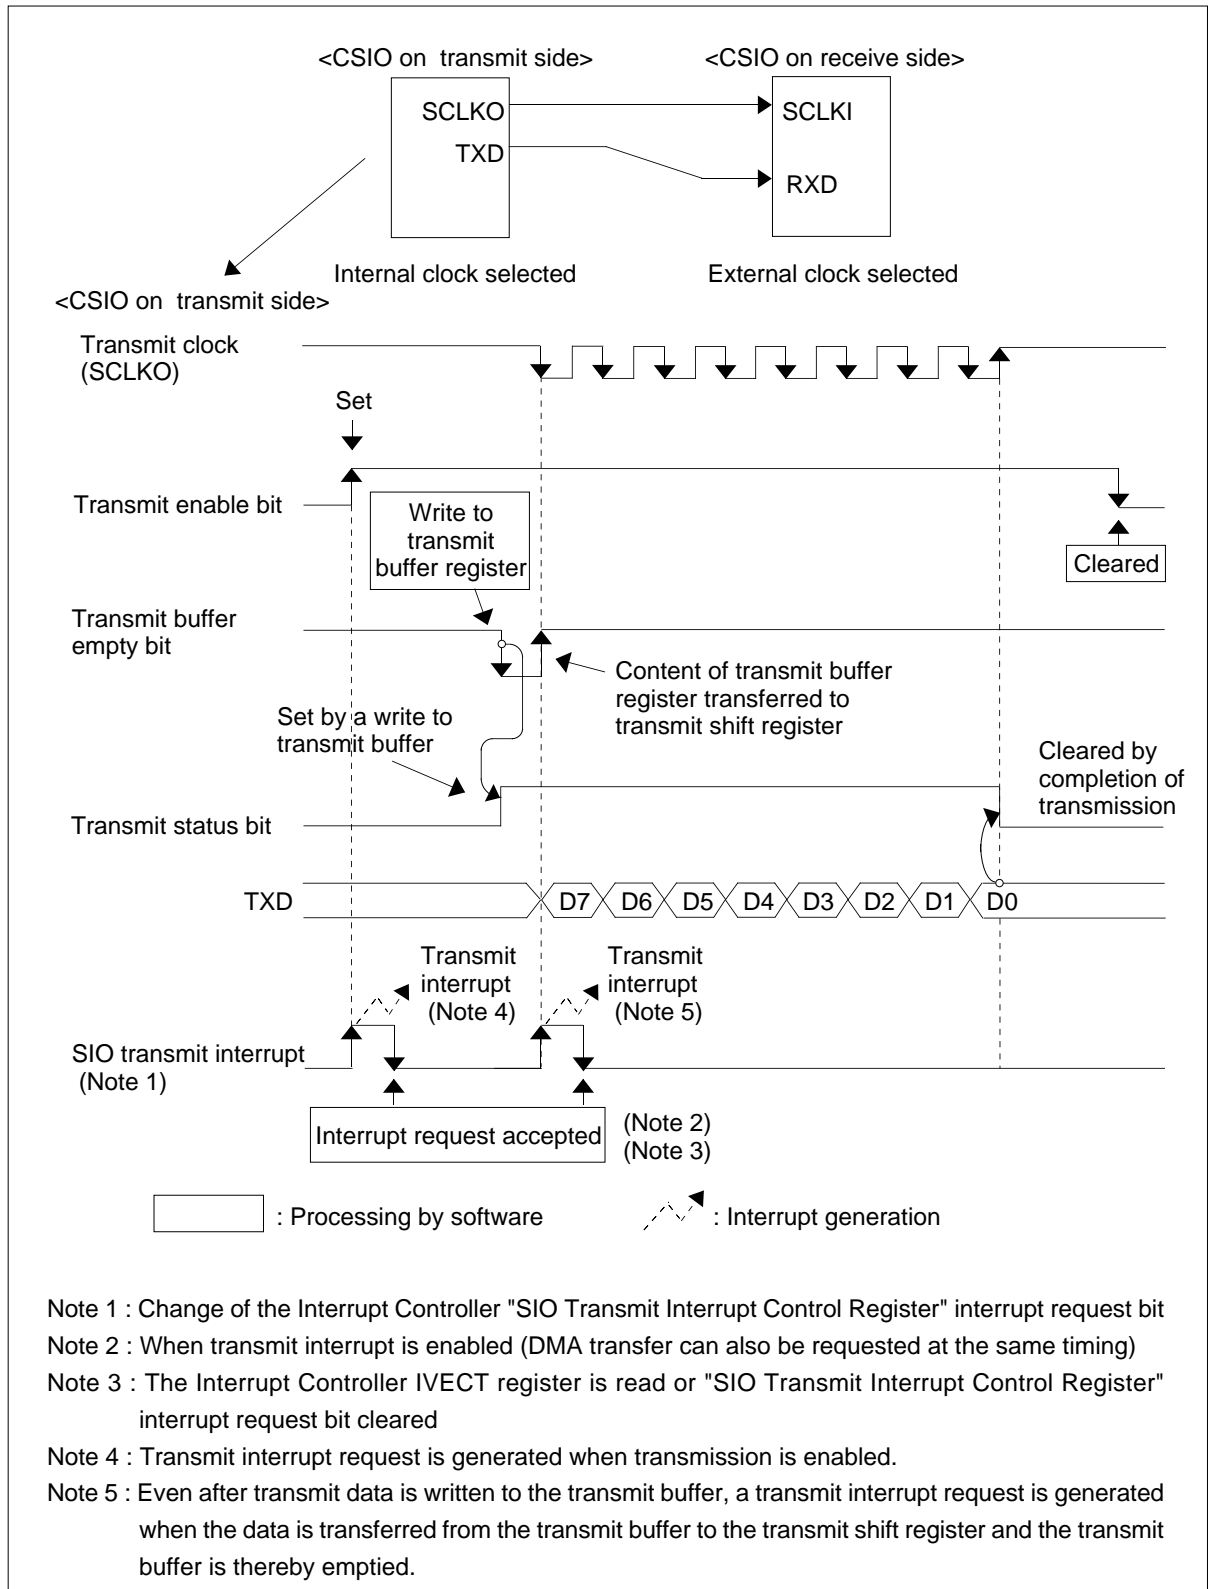 <CSIO on transmit side>
<CSIO on receive side>
SCLKO
SCLKI
TXD
RXD
Internal clock selected
External clock selected
<CSIO on transmit side>
Transmit clock
(SCLKO)
Set
Transmit enable bit
Write to
transmit
buffer register
Cleared
Transmit buffer
empty bit
Content of transmit buffer
register transferred to
transmit shift register
Set by a write to
transmit buffer
Cleared by
completion of
transmission
Transmit status bit
TXD
D7
D6
D5
D4
D3
D2
D1
D0
Transmit
interrupt
(Note 4)
Transmit
interrupt
(Note 5)
SIO transmit interrupt
(Note 1)
Interrupt request accepted
(Note 2)
(Note 3)
: Processing by software
: Interrupt generation
Note 1 : Change of the Interrupt Controller "SIO Transmit Interrupt Control Register" interrupt request bit
Note 2 : When transmit interrupt is enabled (DMA transfer can also be requested at the same timing)
Note 3 : The Interrupt Controller IVECT register is read or "SIO Transmit Interrupt Control Register"
interrupt request bit cleared
Note 4 : Transmit interrupt request is generated when transmission is enabled.
Note 5 : Even after transmit data is written to the transmit buffer, a transmit interrupt request is generated
when the data is transferred from the transmit buffer to the transmit shift register and the transmit
buffer is thereby emptied.